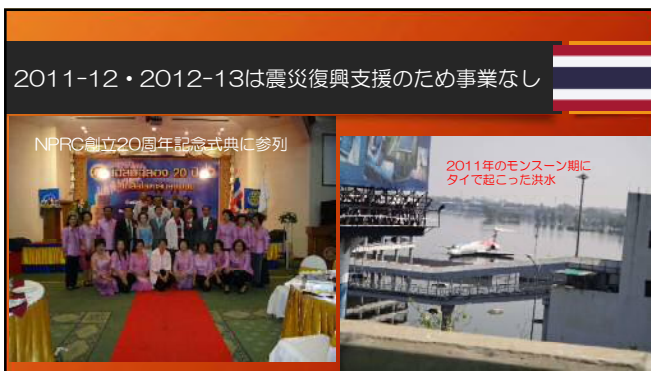 2011-12・2012-13は震災復興支援のため事業なし
NPRC創立20周年記念式典に参列
20 ปี
2011年のモンスーン期に
タイで起こった洪水